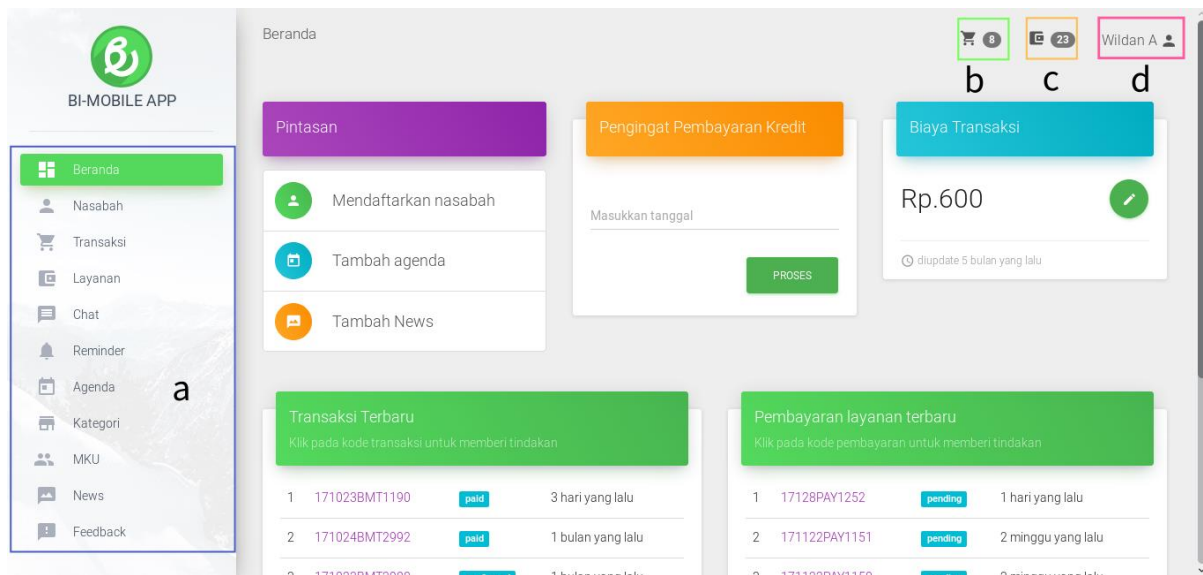 BI-MOBILE APP
Beranda
Nasabah
Transaksi
Layanan
Chat
Reminder
Agenda
a
Kategori
MKU
News
Feedback
Beranda
8
23
Wildan A
b
c
d
Pintasan
Mendaftarkan nasabah
Tambah agenda
Tambah News
Pengingat Pembayaran Kredit
Masukkan tanggal
PROSES
Biaya Transaksi
Rp.600
diupdate 5 bulan yang lalu
Transaksi Terbaru
Klik pada kode transaksi untuk memberi tindakan
1 171023BMT1190 paid 3 hari yang lalu
2 171024BMT2992 paid 1 bulan yang lalu
Pembayaran layanan terbaru
Klik pada kode pembayaran untuk memberi tindakan
1 17128PAY1252 pending 1 hari yang lalu
2 171122PAY1151 pending 2 minggu yang lalu